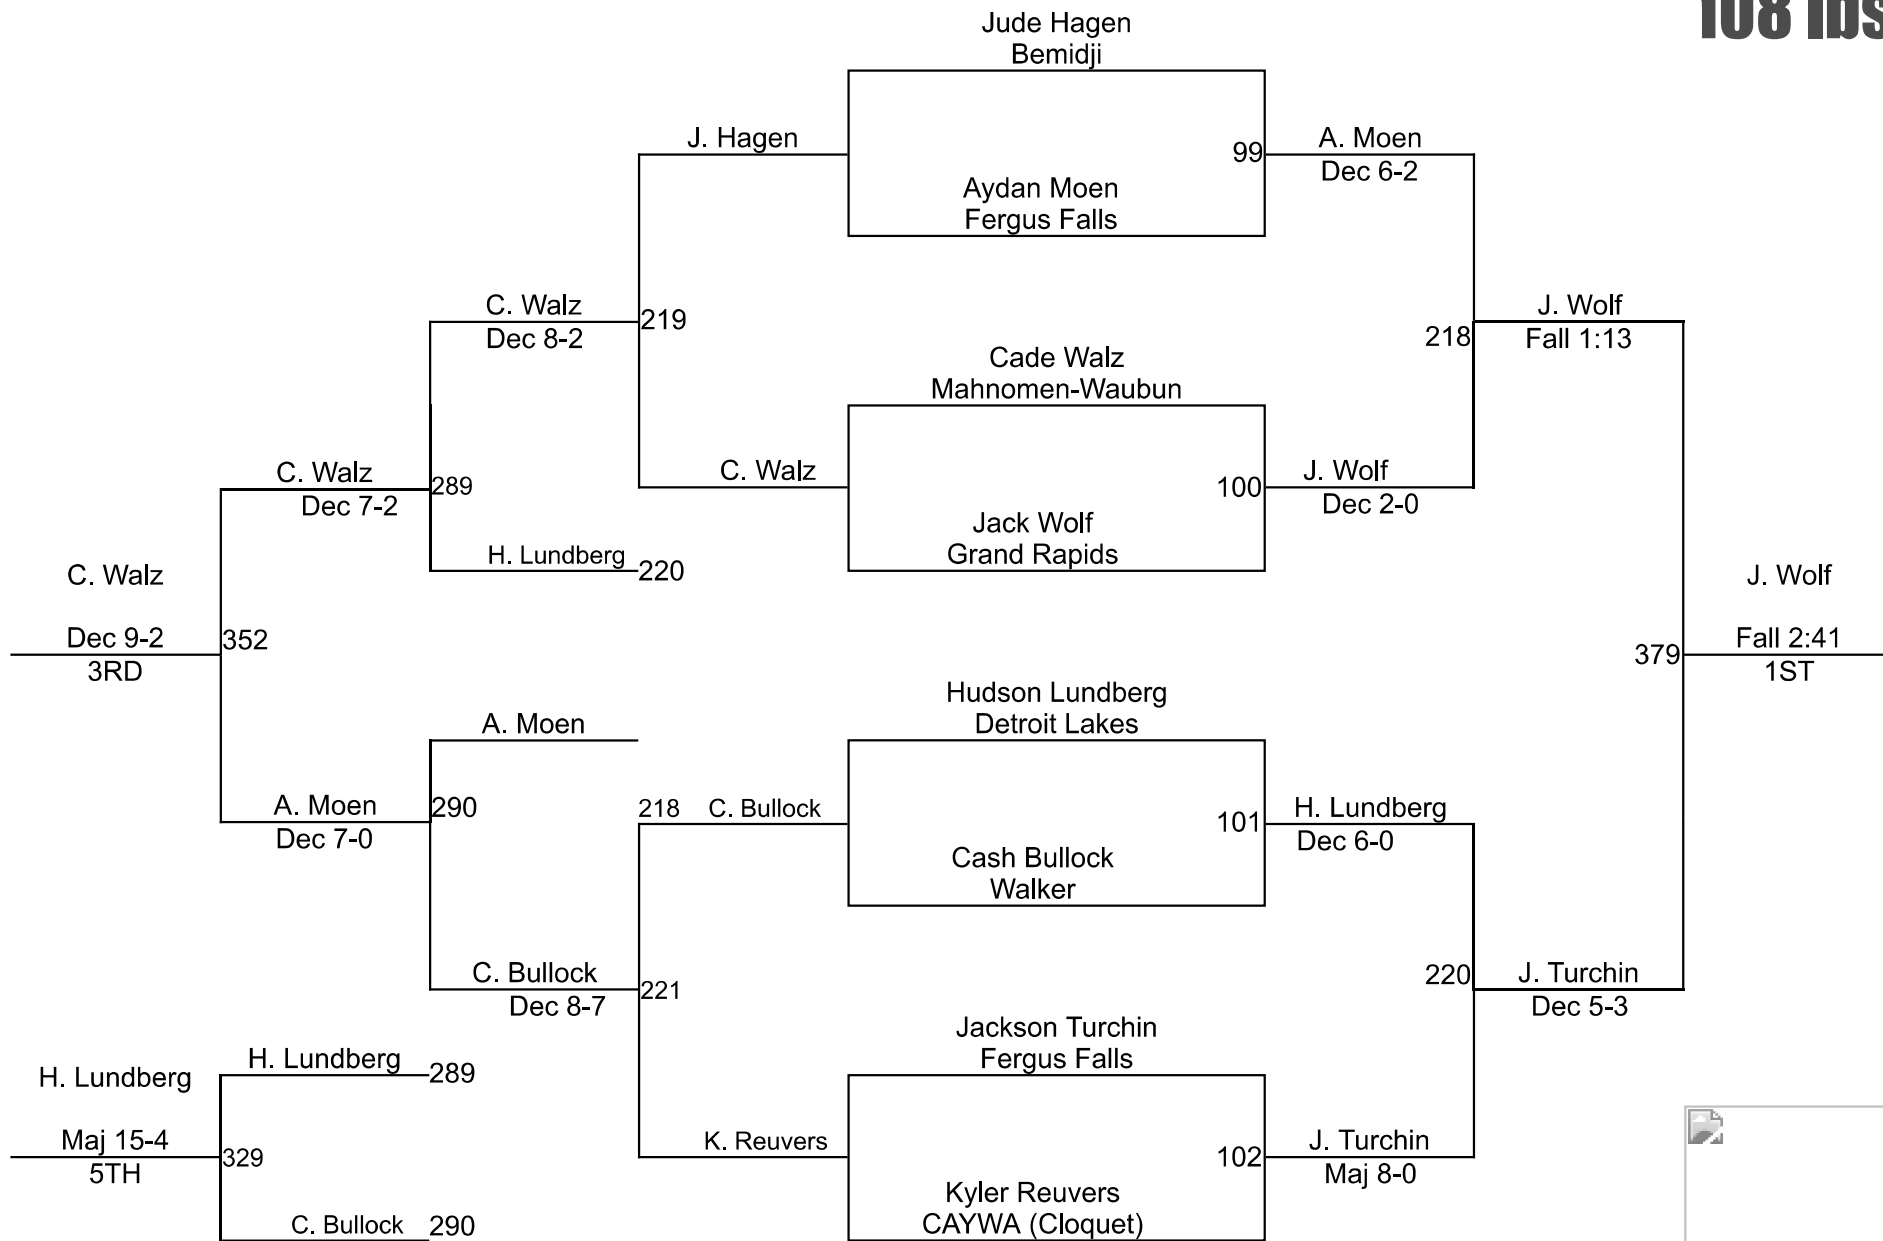 108 lbs
Jude Hagen
Bemidji
J. Hagen
99
A. Moen
Dec 6-2
Aydan Moen
Fergus Falls
C. Walz
Dec 8-2
219
J. Wolf
Fall 1:13
218
Cade Walz
Mahnomen-Waubun
C. Walz
Dec 7-2
289
C. Walz
100
J. Wolf
Dec 2-0
Jack Wolf
Grand Rapids
H. Lundberg
220
C. Walz
Dec 9-2
3RD
352
J. Wolf
Fall 2:41
1ST
379
Hudson Lundberg
Detroit Lakes
A. Moen
A. Moen
Dec 7-0
290
218
C. Bullock
101
H. Lundberg
Dec 6-0
Cash Bullock
Walker
C. Bullock
Dec 8-7
221
220
J. Turchin
Dec 5-3
Jackson Turchin
Fergus Falls
H. Lundberg
289
H. Lundberg
Maj 15-4
5TH
329
K. Reuvers
102
J. Turchin
Maj 8-0
Kyler Reuvers
CAYWA (Cloquet)
C. Bullock
290